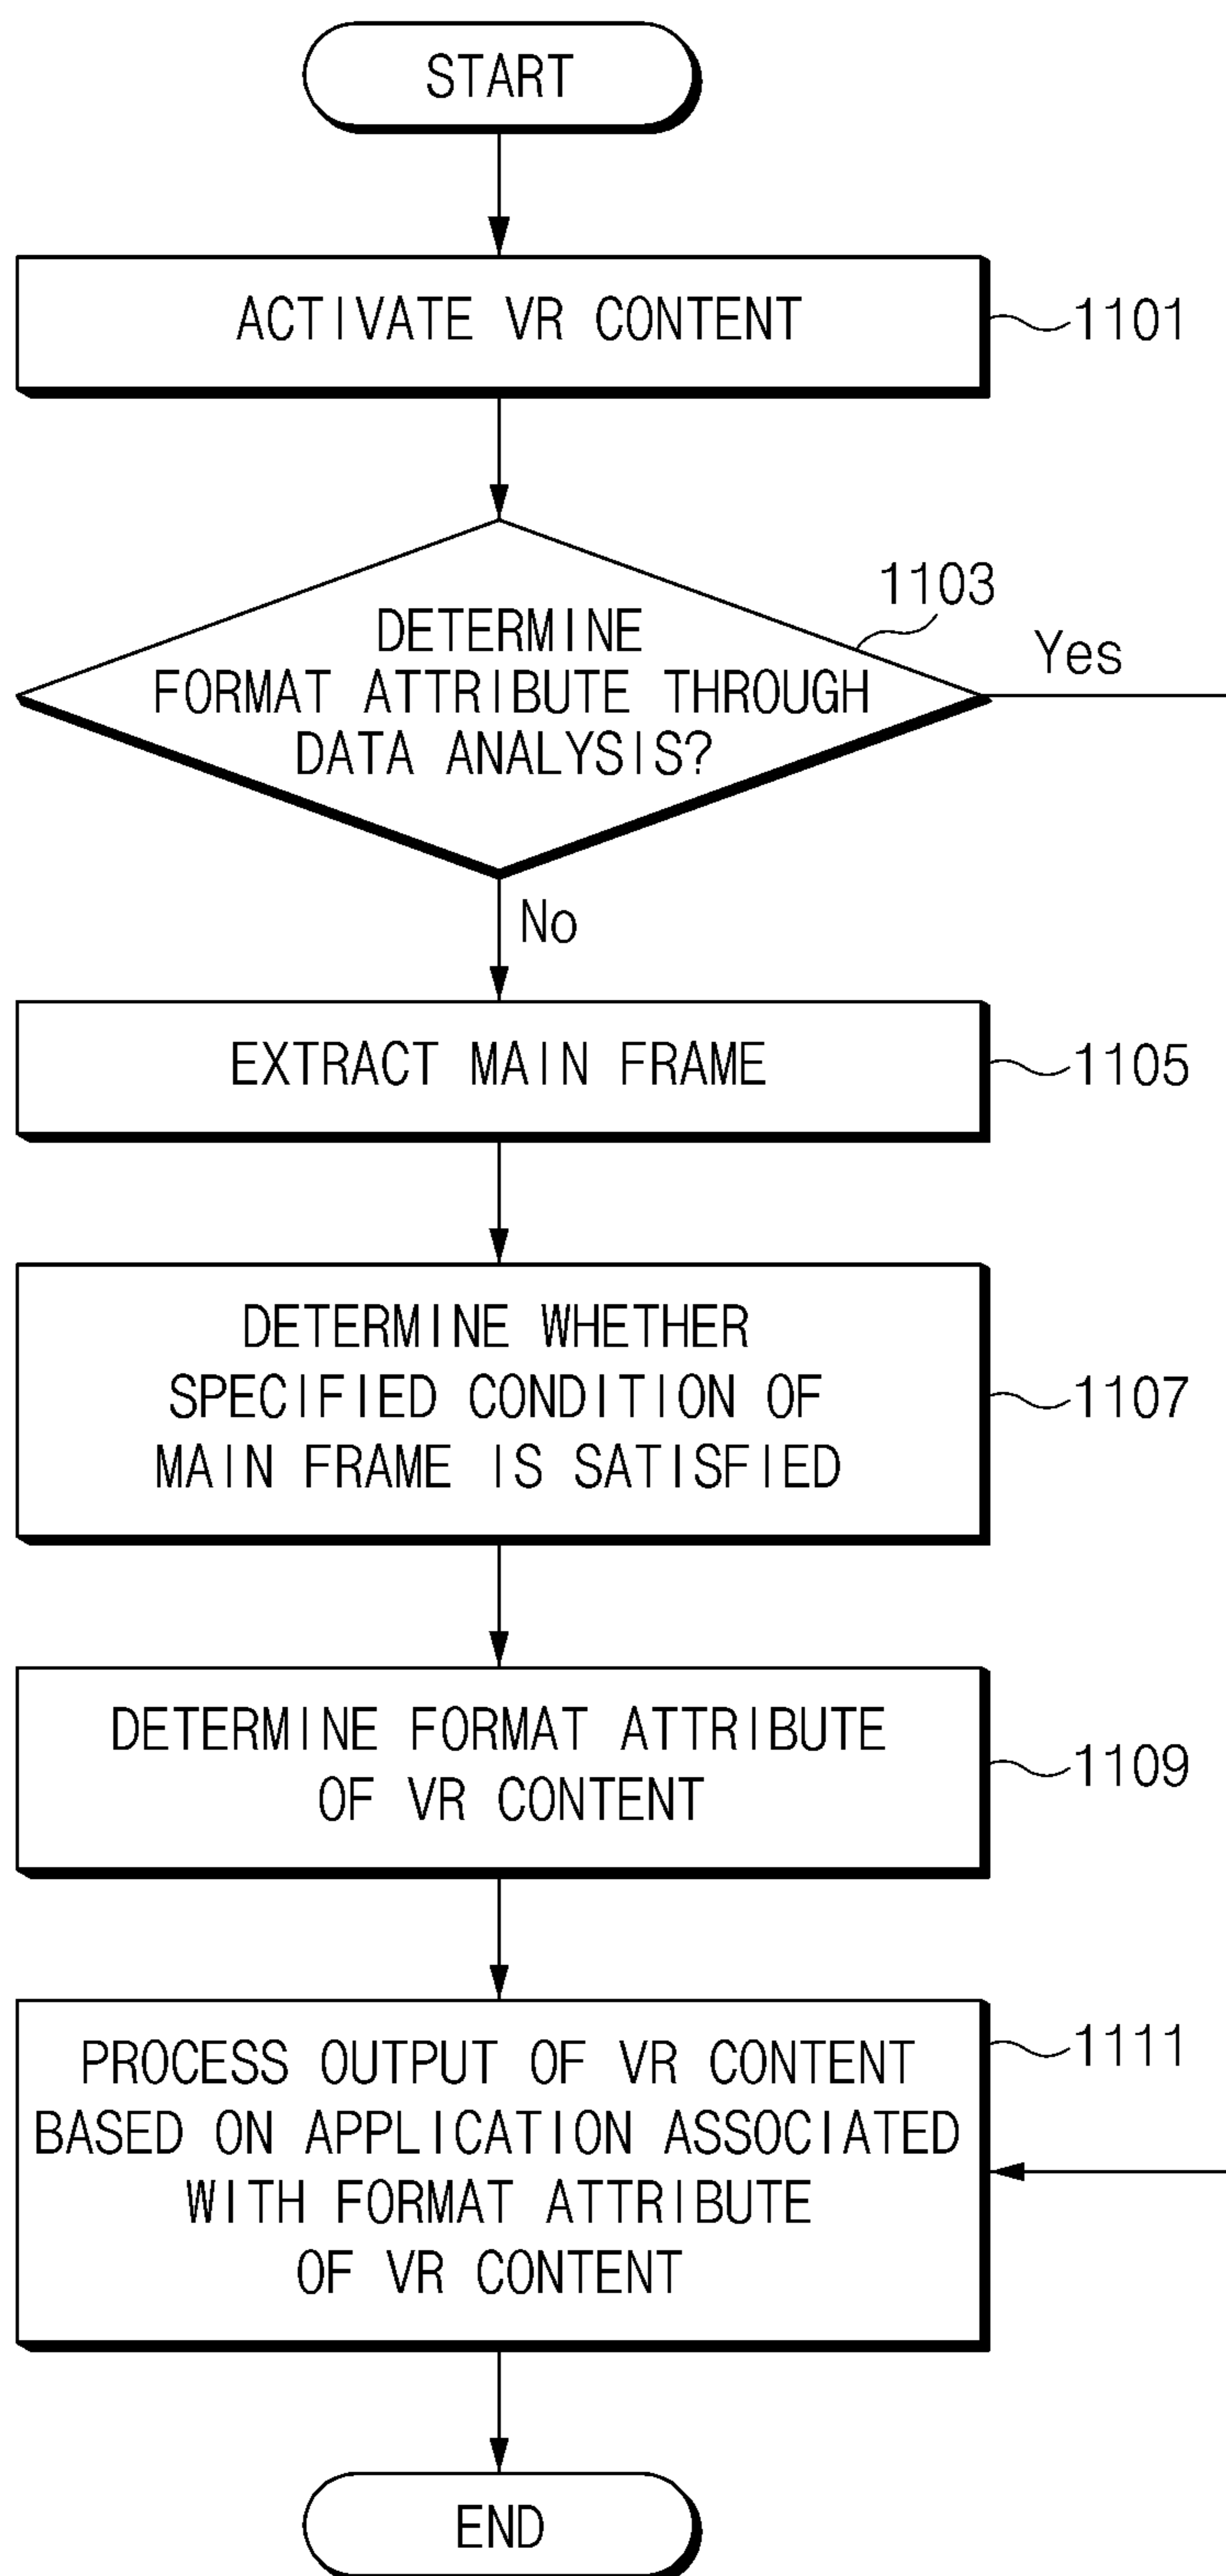 START
ACTIVATE VR CONTENT
1101
1103
DETERMINE
FORMAT ATTRIBUTE THROUGH
DATA ANALYSIS?
Yes
No
EXTRACT MAIN FRAME
1105
DETERMINE WHETHER
SPECIFIED CONDITION OF
MAIN FRAME IS SATISFIED
1107
DETERMINE FORMAT ATTRIBUTE
OF VR CONTENT
1109
PROCESS OUTPUT OF VR CONTENT
BASED ON APPLICATION ASSOCIATED
WITH FORMAT ATTRIBUTE
OF VR CONTENT
1111
END